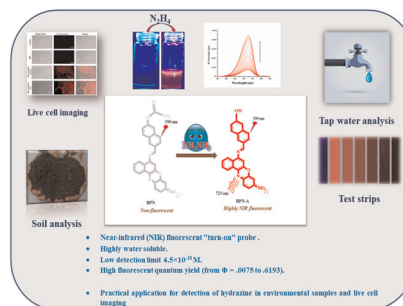 N₂H₄
Wavelength (nm)
Live cell imaging
Tap water analysis
OH
590 nm
NH₂NH₂
725 nm
BPN
Non-fluorescent
BPN-A
Highly NIR fluorescent
Soil analysis
Test strips
• Near-infrared (NIR) fluorescent "turn-on" probe .
• Highly water soluble.
• Low detection limit 4.5×10⁻¹⁰ M.
• High fluorescent quantum yield (from Φ = .0075 to .6193).
• Practical application for detection of hydrazine in environmental samples and live cell
imaging